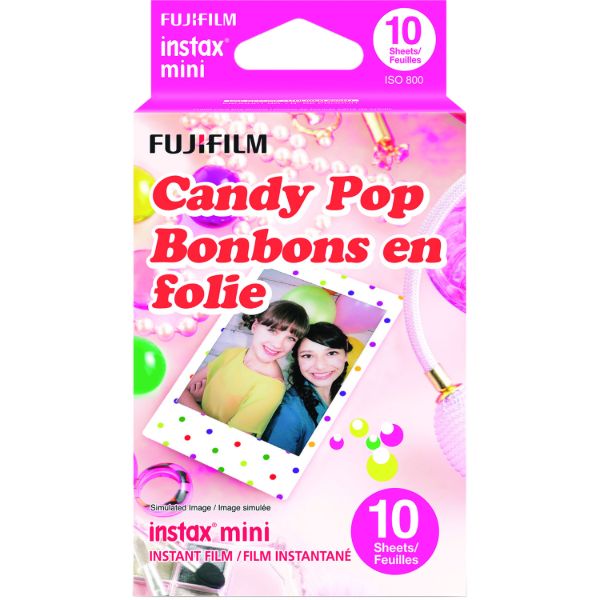 FUJIFILM
instax®
mini
10
Sheets/
Feuilles
ISO 800
FUJIFILM
Candy Pop
Bonbons en
folie
Simulated Image / Image simulée
instax® mini
INSTANT FILM / FILM INSTANTANÉ
10
Sheets/
Feuilles